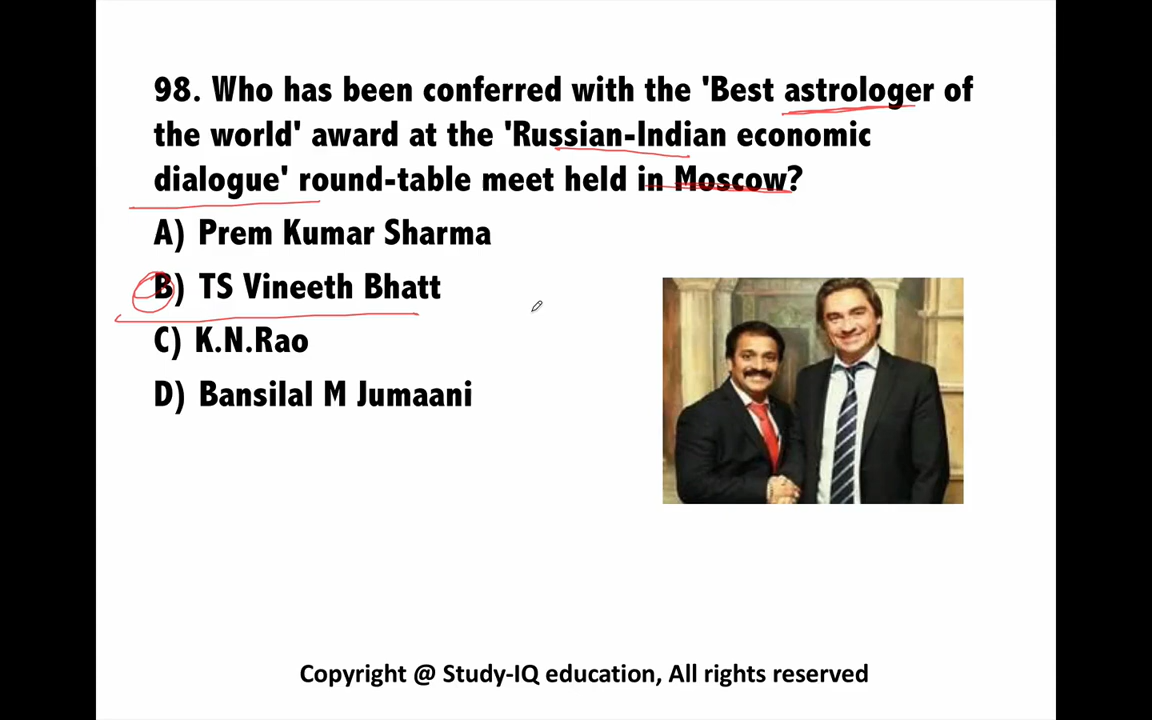 98. Who has been conferred with the 'Best astrologer of
the world' award at the 'Russian-Indian economic
dialogue' round-table meet held in Moscow?
A) Prem Kumar Sharma
B) TS Vineeth Bhatt
C) K.N.Rao
D) Bansilal M Jumaani
Copyright @ Study-IQ education, All rights reserved